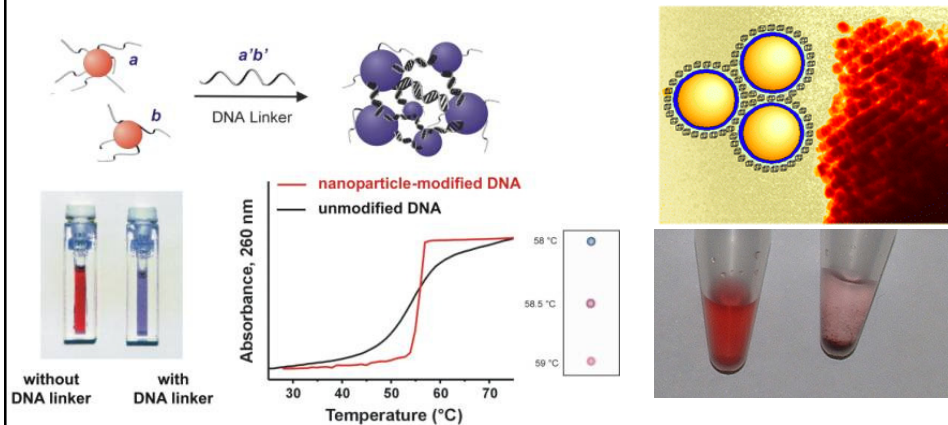 a
b
a'b'
DNA Linker
without
DNA linker
with
DNA linker
nanoparticle-modified DNA
unmodified DNA
Absorbance, 260 nm
30
40
50
60
70
Temperature (°C)
58 °C
58.5 °C
59 °C